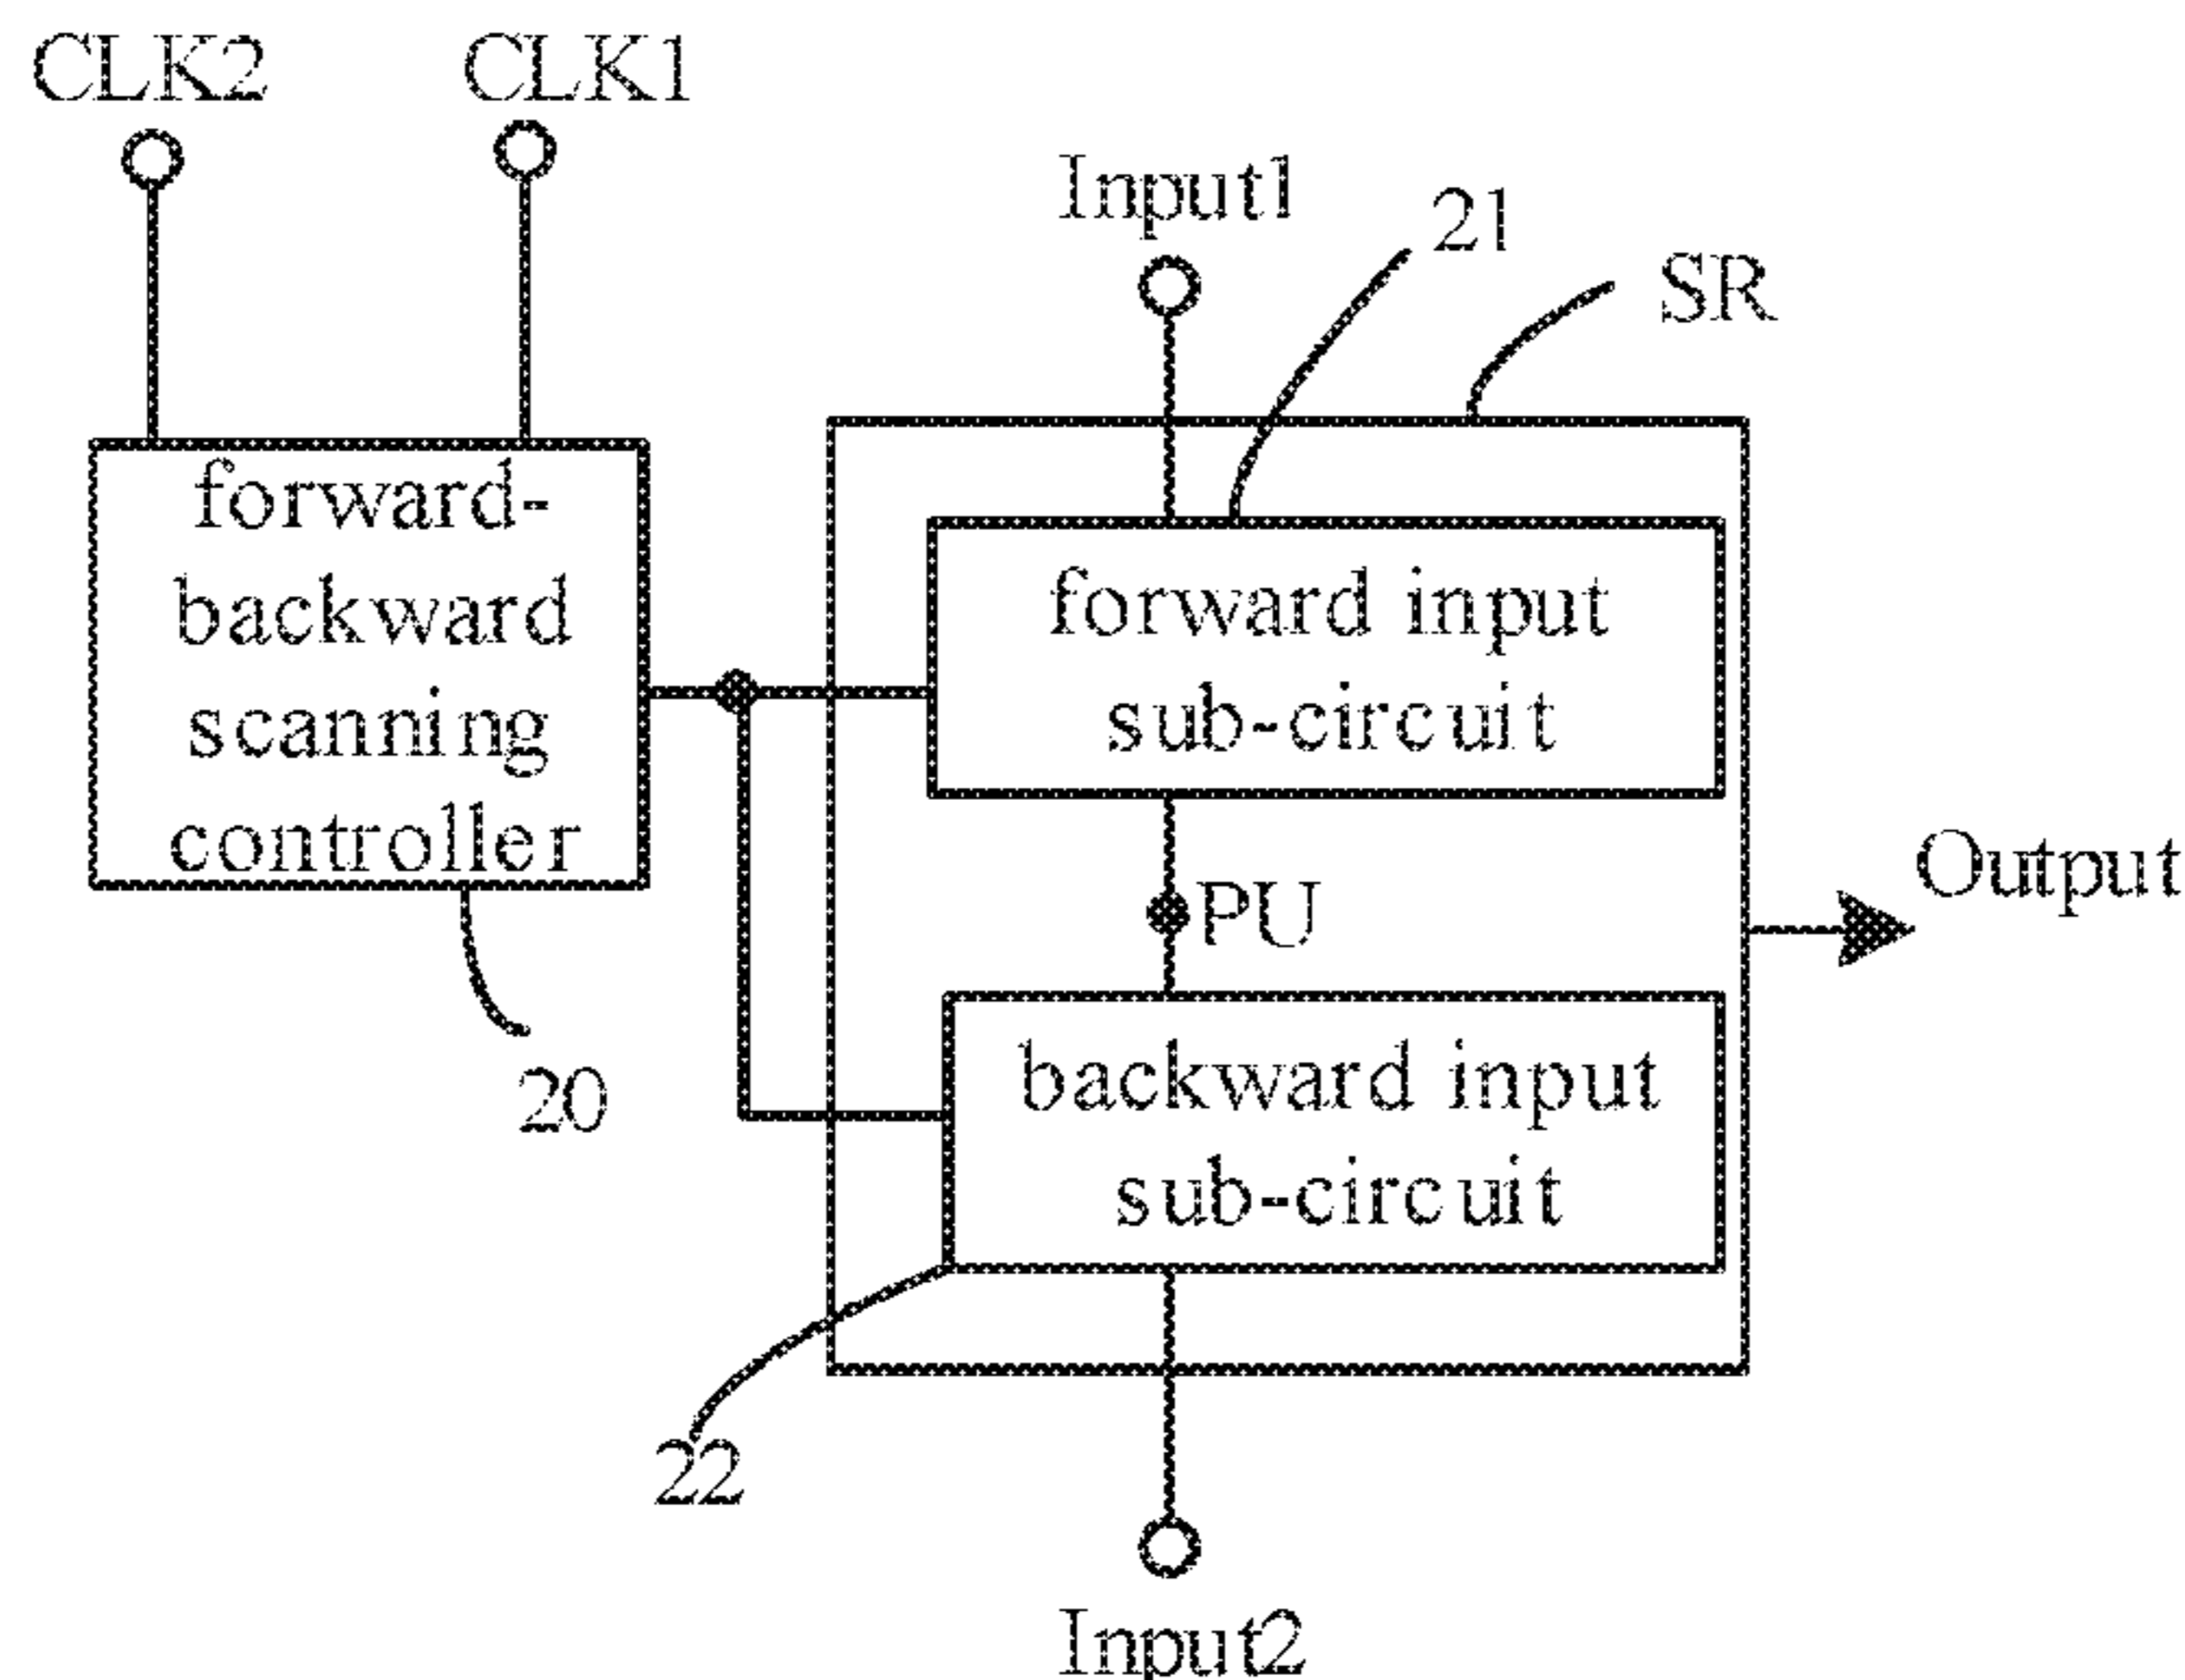 CLK2
CLK1
Input1
21
SR
forward-
backward
scanning
controller
forward input
sub-circuit
PU
Output
20
backward input
sub-circuit
22
Input2